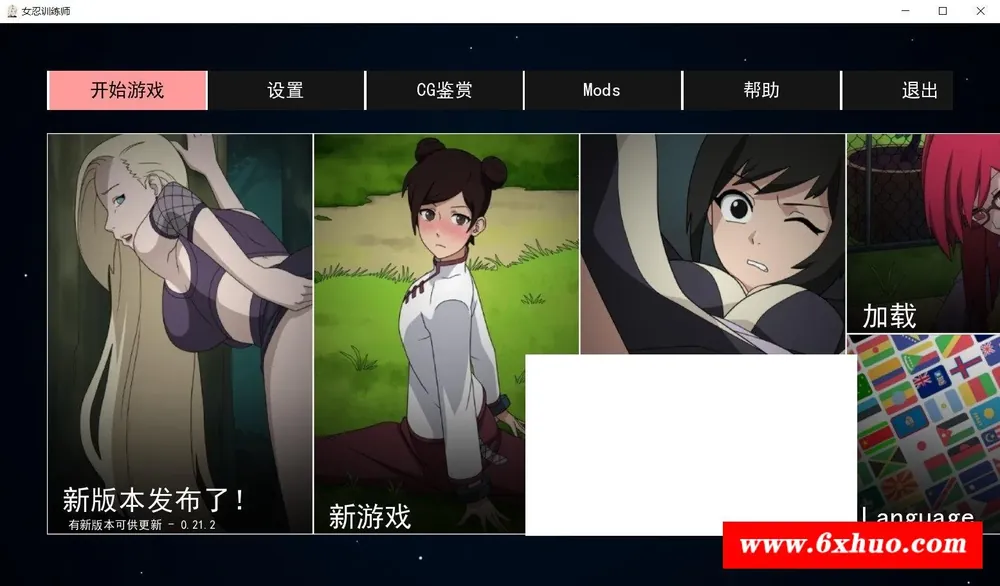 女忍训练师
开始游戏
设置
CG鉴赏
Mods
帮助
退出
加载
新版本发布了!
有新版本可供更新 - 0.21.2
新游戏
Language
www.6xhuo.com